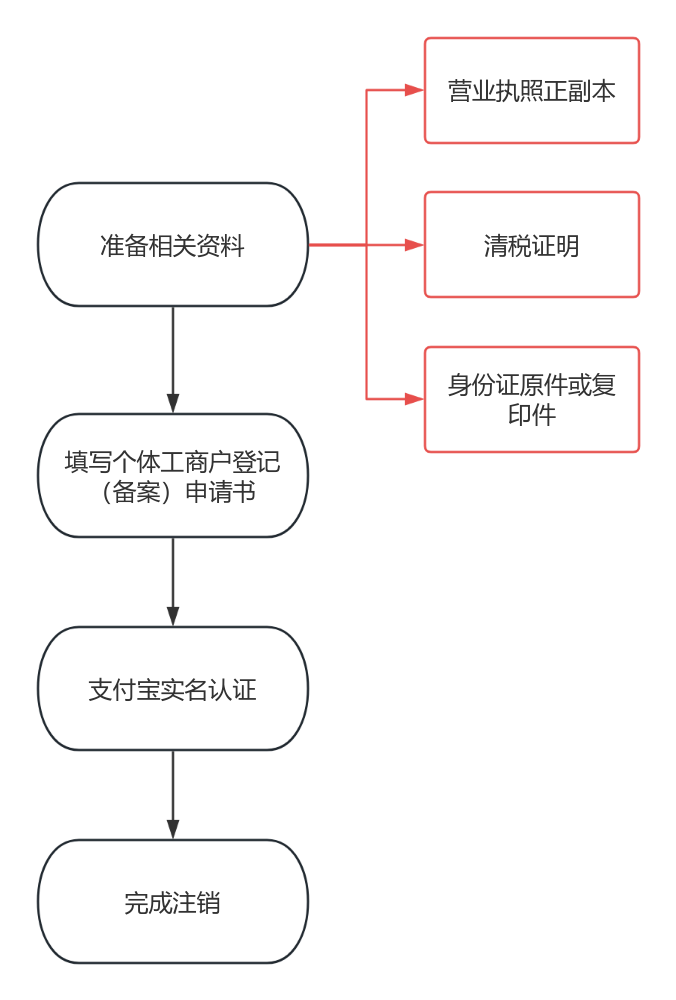 营业执照正副本
准备相关资料
清税证明
身份证原件或复
印件
填写个体工商户登记
（备案）申请书
支付宝实名认证
完成注销